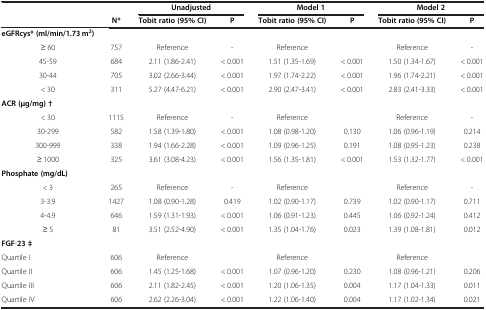 Unadjusted Model 1 Model 2
N* Tobit ratio (95% CI) P Tobit ratio (95% CI) P Tobit ratio (95% CI) P
eGFRcys* (ml/min/1.73 m²)
≥ 60 757 Reference - Reference Reference -
45-59 684 2.11 (1.86-2.41) < 0.001 1.51 (1.35-1.69) < 0.001 1.50 (1.34-1.67) < 0.001
30-44 705 3.02 (2.66-3.44) < 0.001 1.97 (1.74-2.22) < 0.001 1.96 (1.74-2.21) < 0.001
< 30 311 5.27 (4.47-6.21) < 0.001 2.90 (2.47-3.41) < 0.001 2.83 (2.41-3.33) < 0.001
ACR (μg/mg) †
< 30 1115 Reference - Reference Reference -
30-299 582 1.58 (1.39-1.80) < 0.001 1.08 (0.98-1.20) 0.130 1.06 (0.96-1.19) 0.214
300-999 338 1.94 (1.66-2.28) < 0.001 1.09 (0.96-1.25) 0.191 1.08 (0.95-1.23) 0.238
≥ 1000 325 3.61 (3.08-4.23) < 0.001 1.56 (1.35-1.81) < 0.001 1.53 (1.32-1.77) < 0.001
Phosphate (mg/dL)
< 3 265 Reference - Reference Reference -
3-3.9 1427 1.08 (0.90-1.28) 0.419 1.02 (0.90-1.17) 0.739 1.02 (0.90-1.17) 0.711
4-4.9 646 1.59 (1.31-1.93) < 0.001 1.06 (0.91-1.23) 0.445 1.06 (0.92-1.24) 0.412
≥ 5 81 3.51 (2.52-4.90) < 0.001 1.35 (1.04-1.76) 0.023 1.39 (1.08-1.81) 0.012
FGF-23 ‡
Quartile I 606 Reference Reference Reference
Quartile II 606 1.45 (1.25-1.68) < 0.001 1.07 (0.96-1.20) 0.230 1.08 (0.96-1.21) 0.206
Quartile III 606 2.11 (1.82-2.45) < 0.001 1.20 (1.06-1.35) 0.004 1.17 (1.04-1.33) 0.011
Quartile IV 606 2.62 (2.26-3.04) < 0.001 1.22 (1.06-1.40) 0.004 1.17 (1.02-1.34) 0.021